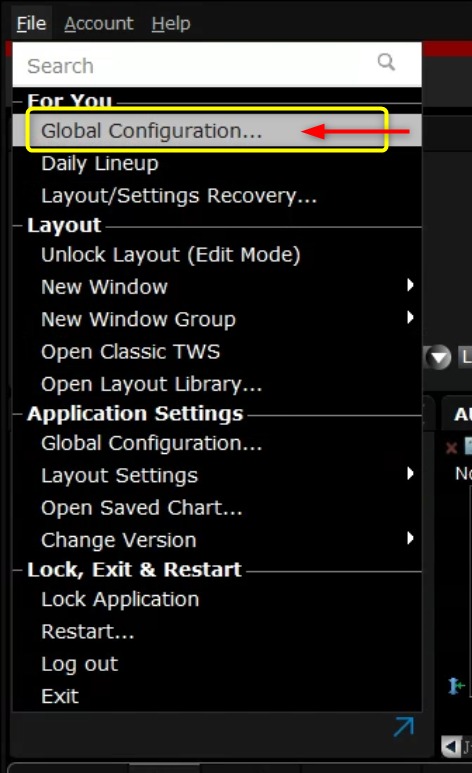 File Account Help
Search
For You
Global Configuration...
Daily Lineup
Layout/Settings Recovery...
Layout
Unlock Layout (Edit Mode)
New Window
New Window Group
Open Classic TWS
Open Layout Library...
Application Settings
Global Configuration...
Layout Settings
Open Saved Chart...
Change Version
Lock, Exit & Restart
Lock Application
Restart...
Log out
Exit